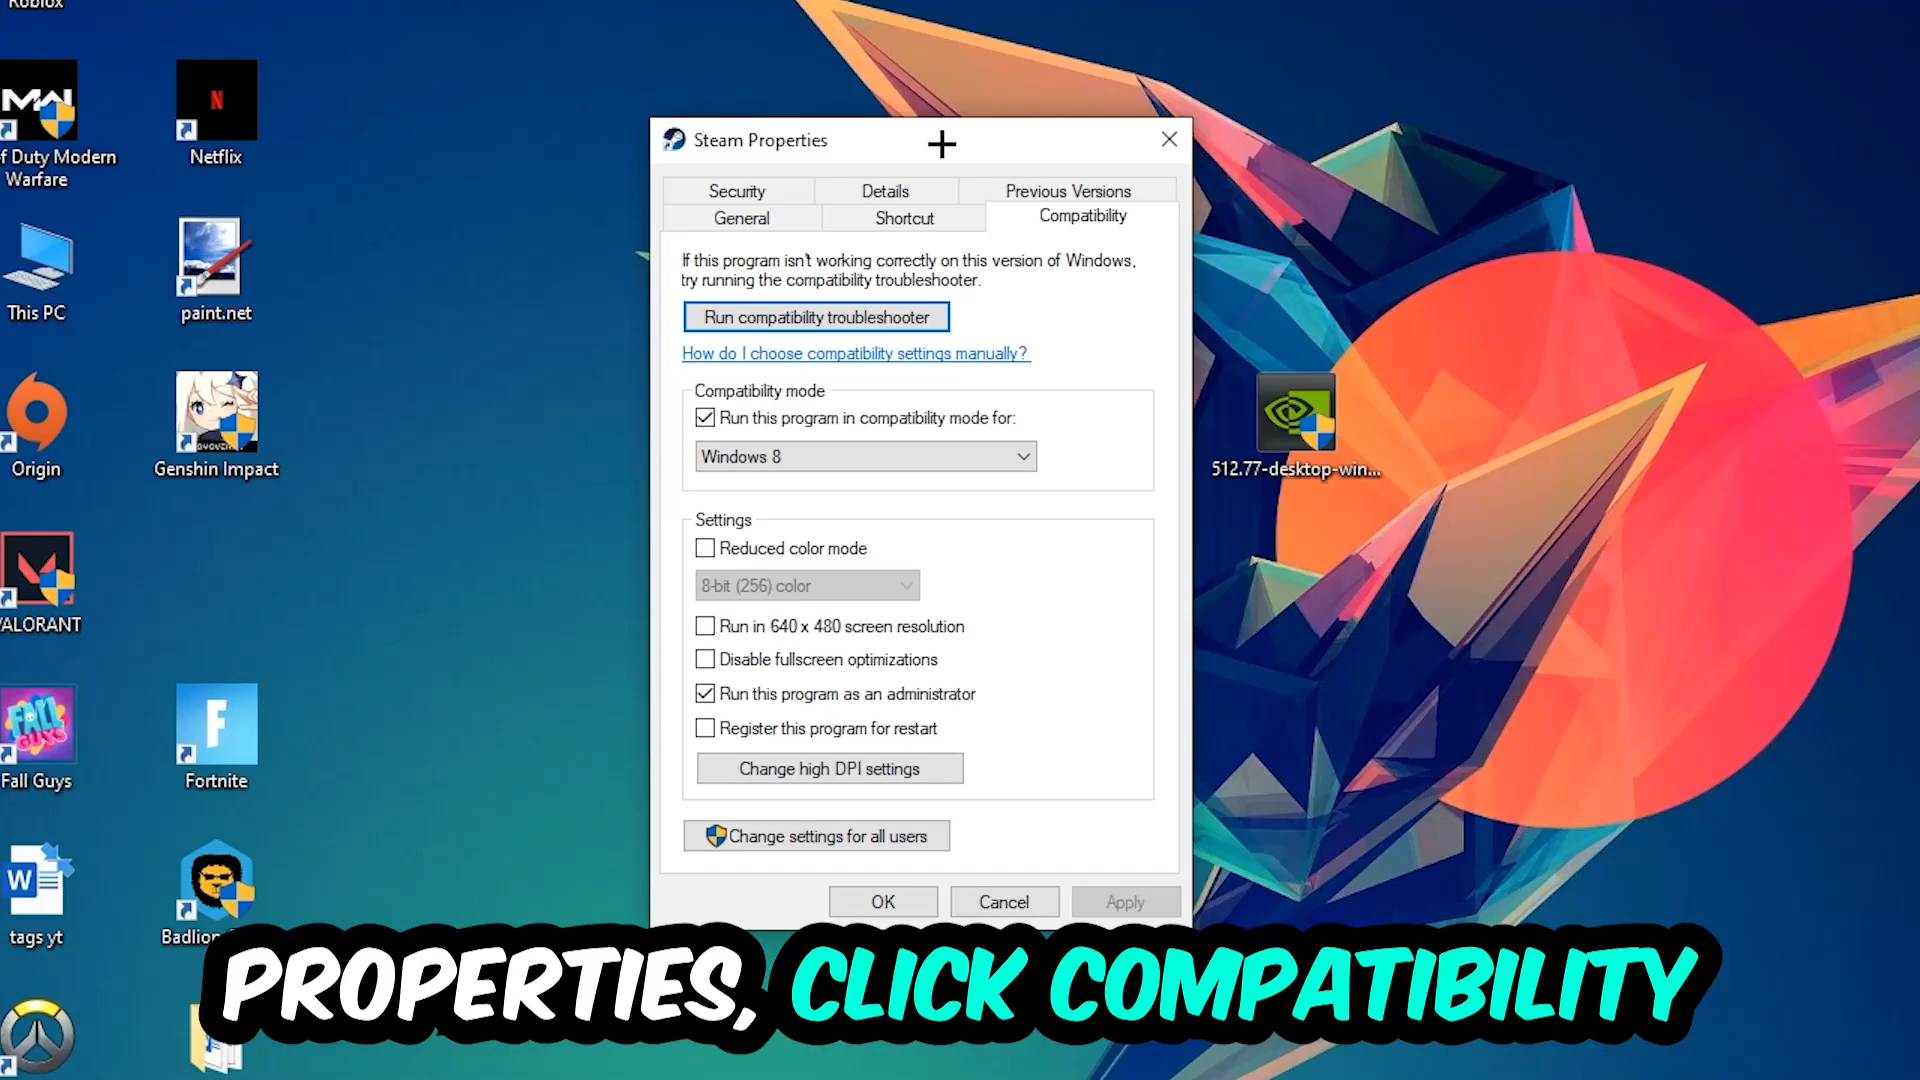 Roblox
MW
f Duty Modern
Warfare
N
Netflix
This PC
paint.net
Origin
Genshin Impact
VALORANT
FALL
GUYS
Fall Guys
F
Fortnite
W
tags yt
Badlion
Steam Properties
Security
Details
Previous Versions
General
Shortcut
Compatibility
If this program isn't working correctly on this version of Windows,
try running the compatibility troubleshooter.
Run compatibility troubleshooter
How do I choose compatibility settings manually?
Compatibility mode
Run this program in compatibility mode for:
Windows 8
Settings
Reduced color mode
8-bit (256) color
Run in 640 x 480 screen resolution
Disable fullscreen optimizations
Run this program as an administrator
Register this program for restart
Change high DPI settings
Change settings for all users
OK
Cancel
Apply
512.77-desktop-win...
PROPERTIES, CLICK COMPATIBILITY